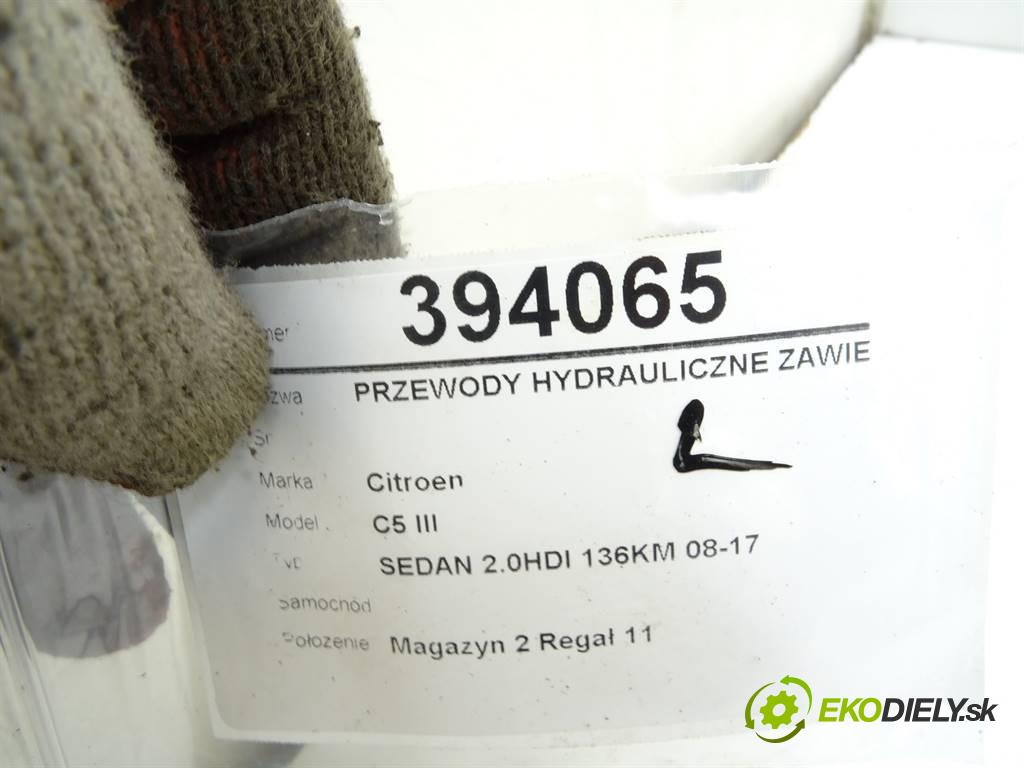 394065
PRZEWODY HYDRAULICZNE ZAWIE
L
Marka Citroen
Model C5 III
SEDAN 2.0HDI 136KM 08-17
Samochód
Położenie Magazyn 2 Regał 11
EKODIELY.sk